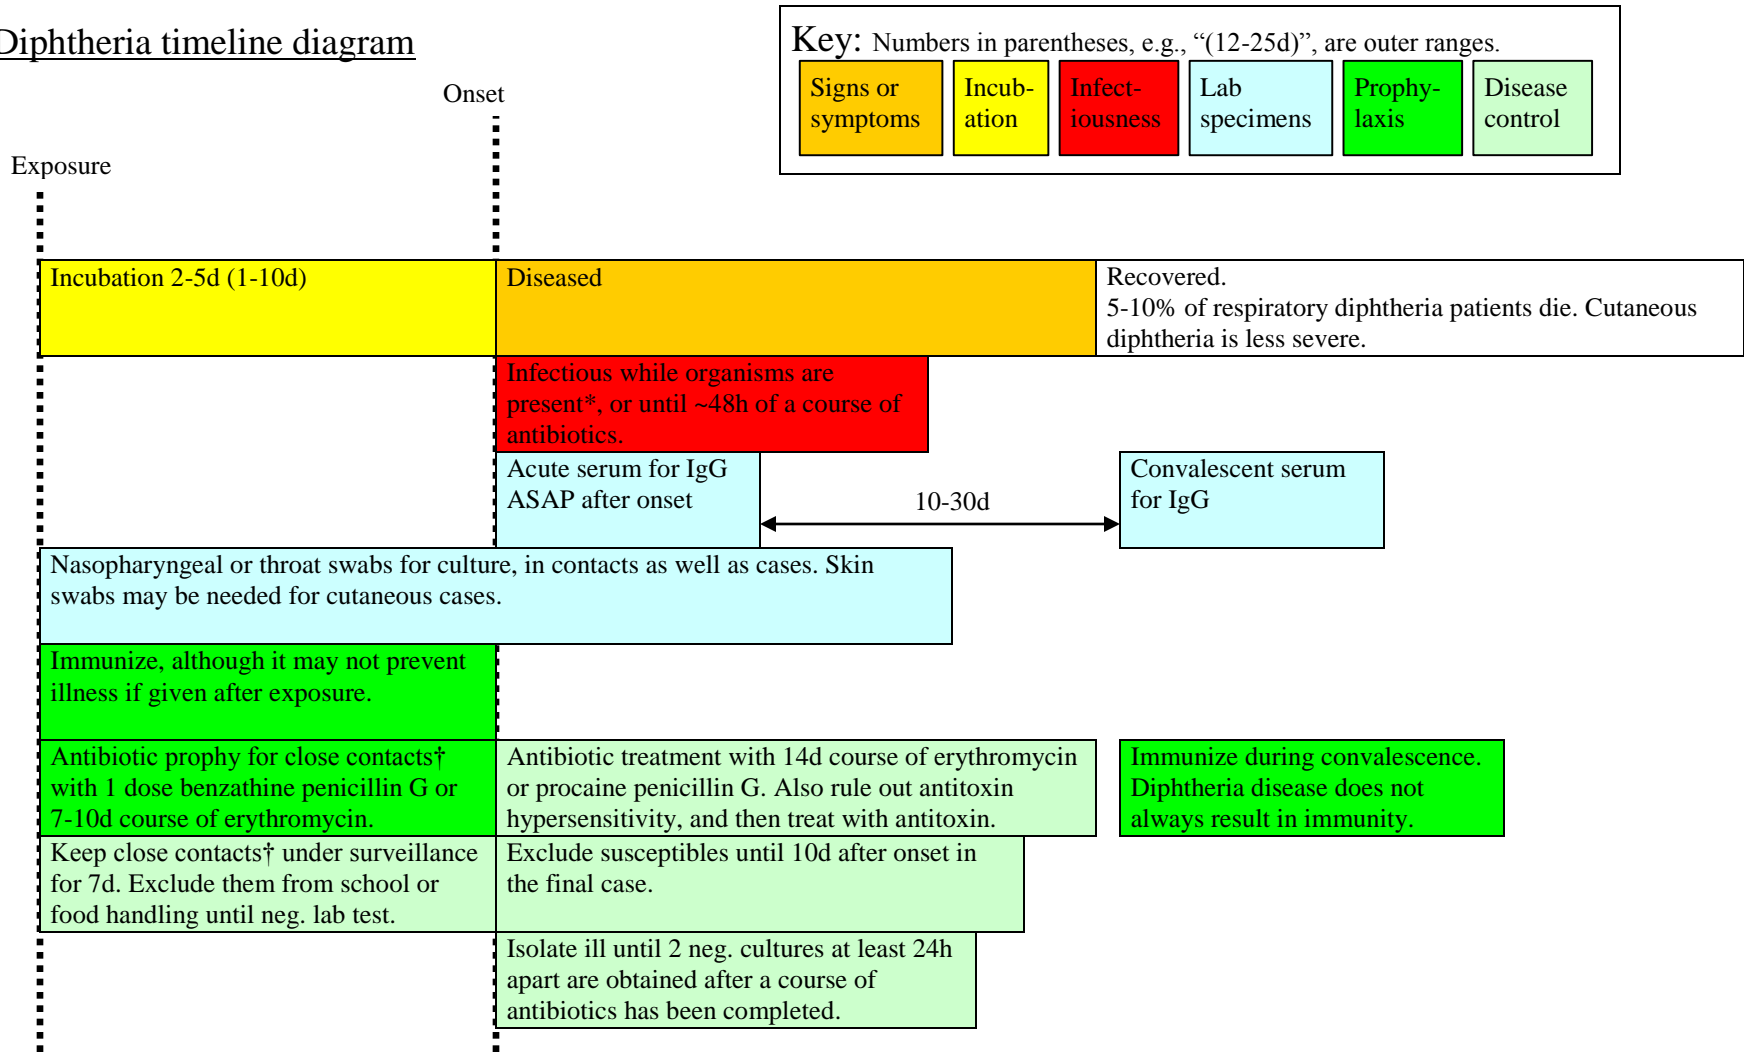 Diphtheria timeline diagram
Key: Numbers in parentheses, e.g., “(12-25d)”, are outer ranges.
Signs or
symptoms
Incub-
ation
Infect-
iousness
Lab
specimens
Prophy-
laxis
Disease
control
Onset
Exposure
Incubation 2-5d (1-10d)
Diseased
Recovered.
5-10% of respiratory diphtheria patients die. Cutaneous
diphtheria is less severe.
Infectious while organisms are
present*, or until ~48h of a course of
antibiotics.
Acute serum for IgG
ASAP after onset
10-30d
Convalescent serum
for IgG
Nasopharyngeal or throat swabs for culture, in contacts as well as cases. Skin
swabs may be needed for cutaneous cases.
Immunize, although it may not prevent
illness if given after exposure.
Antibiotic prophy for close contacts†
with 1 dose benzathine penicillin G or
7-10d course of erythromycin.
Antibiotic treatment with 14d course of erythromycin
or procaine penicillin G. Also rule out antitoxin
hypersensitivity, and then treat with antitoxin.
Immunize during convalescence.
Diphtheria disease does not
always result in immunity.
Keep close contacts† under surveillance
for 7d. Exclude them from school or
food handling until neg. lab test.
Exclude susceptibles until 10d after onset in
the final case.
Isolate ill until 2 neg. cultures at least 24h
apart are obtained after a course of
antibiotics has been completed.